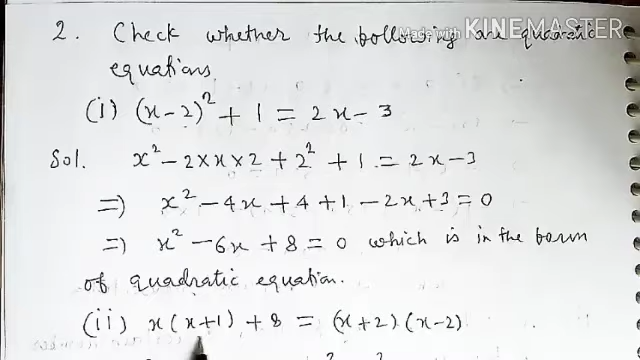 2. Check whether the following are quadratic
Made with KINEMASTER
equations.
(i) (x-2)² + 1 = 2x - 3
Sol. x² - 2×x×2 + 2² + 1 = 2x - 3
=) x² - 4x + 4 + 1 - 2x + 3 = 0
=) x² - 6x + 8 = 0 which is in the form
of quadratic equation.
(ii) x(x+1) + 8 = (x+2)(x-2)